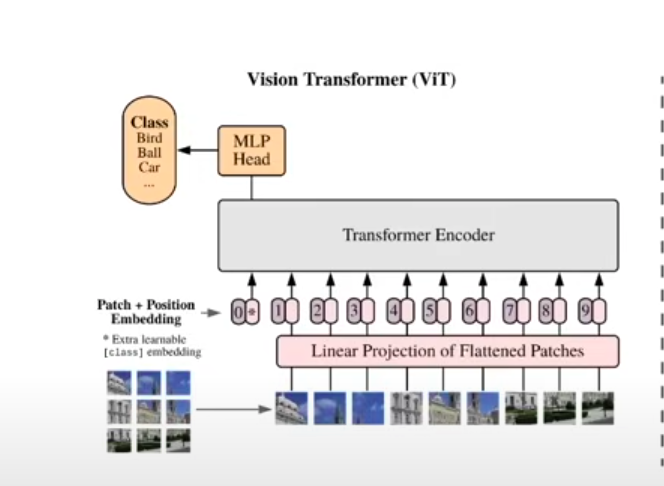 Vision Transformer (ViT)
Class
Bird
Ball
Car
...
MLP
Head
Transformer Encoder
Patch + Position
Embedding
0 * 1 2 3 4 5 6 7 8 9
* Extra learnable
[class] embedding
Linear Projection of Flattened Patches